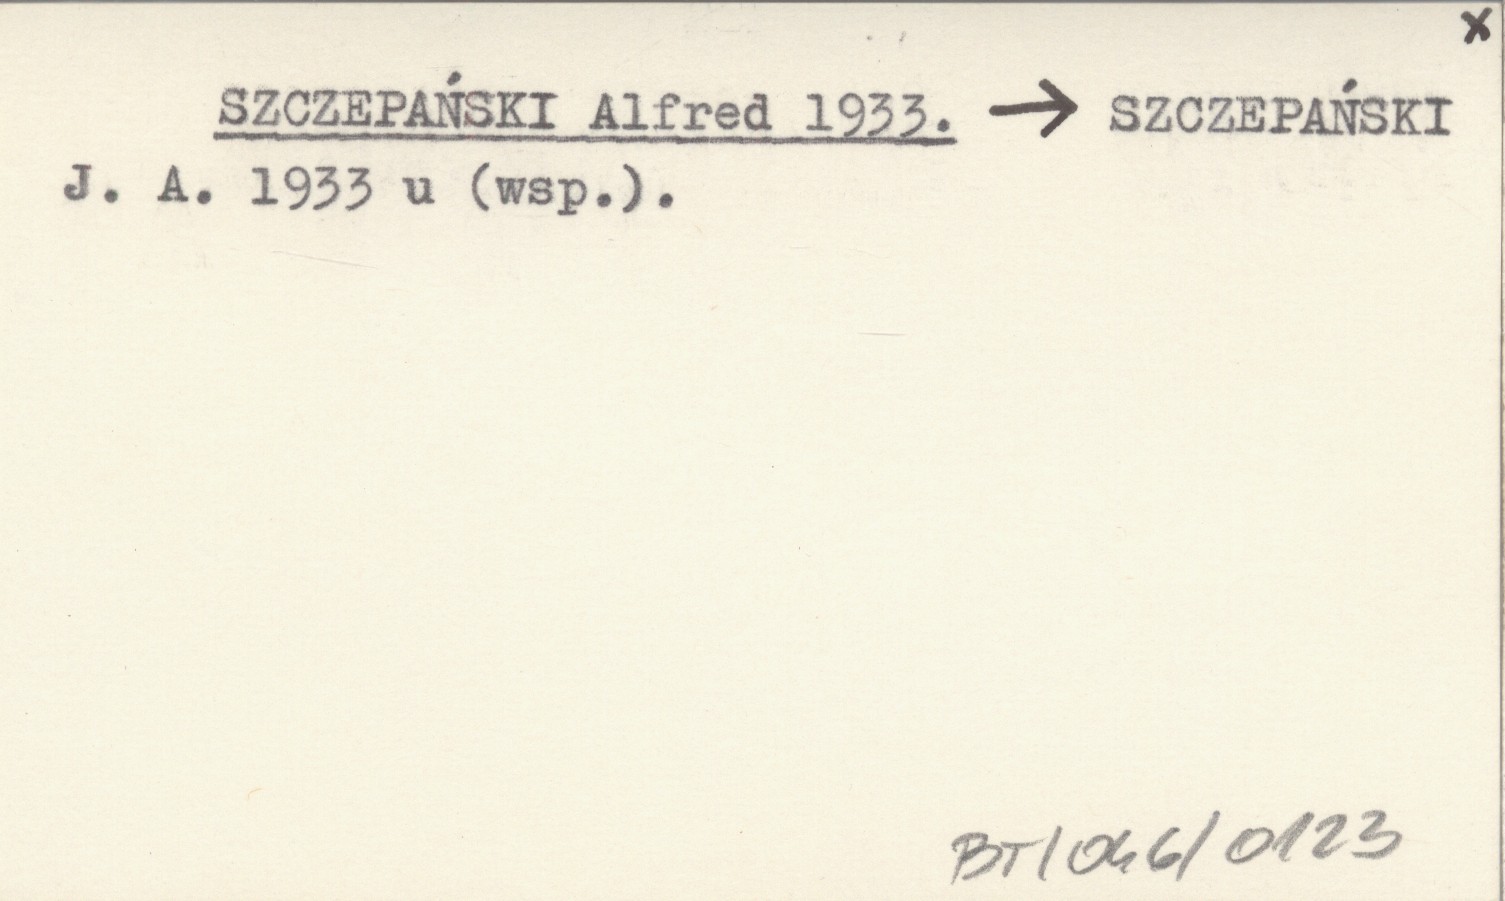 x
SZCZEPAŃSKI Alfred 1933. → SZCZEPAŃSKI
J. A. 1933 u (wsp.).
BT/046/0123